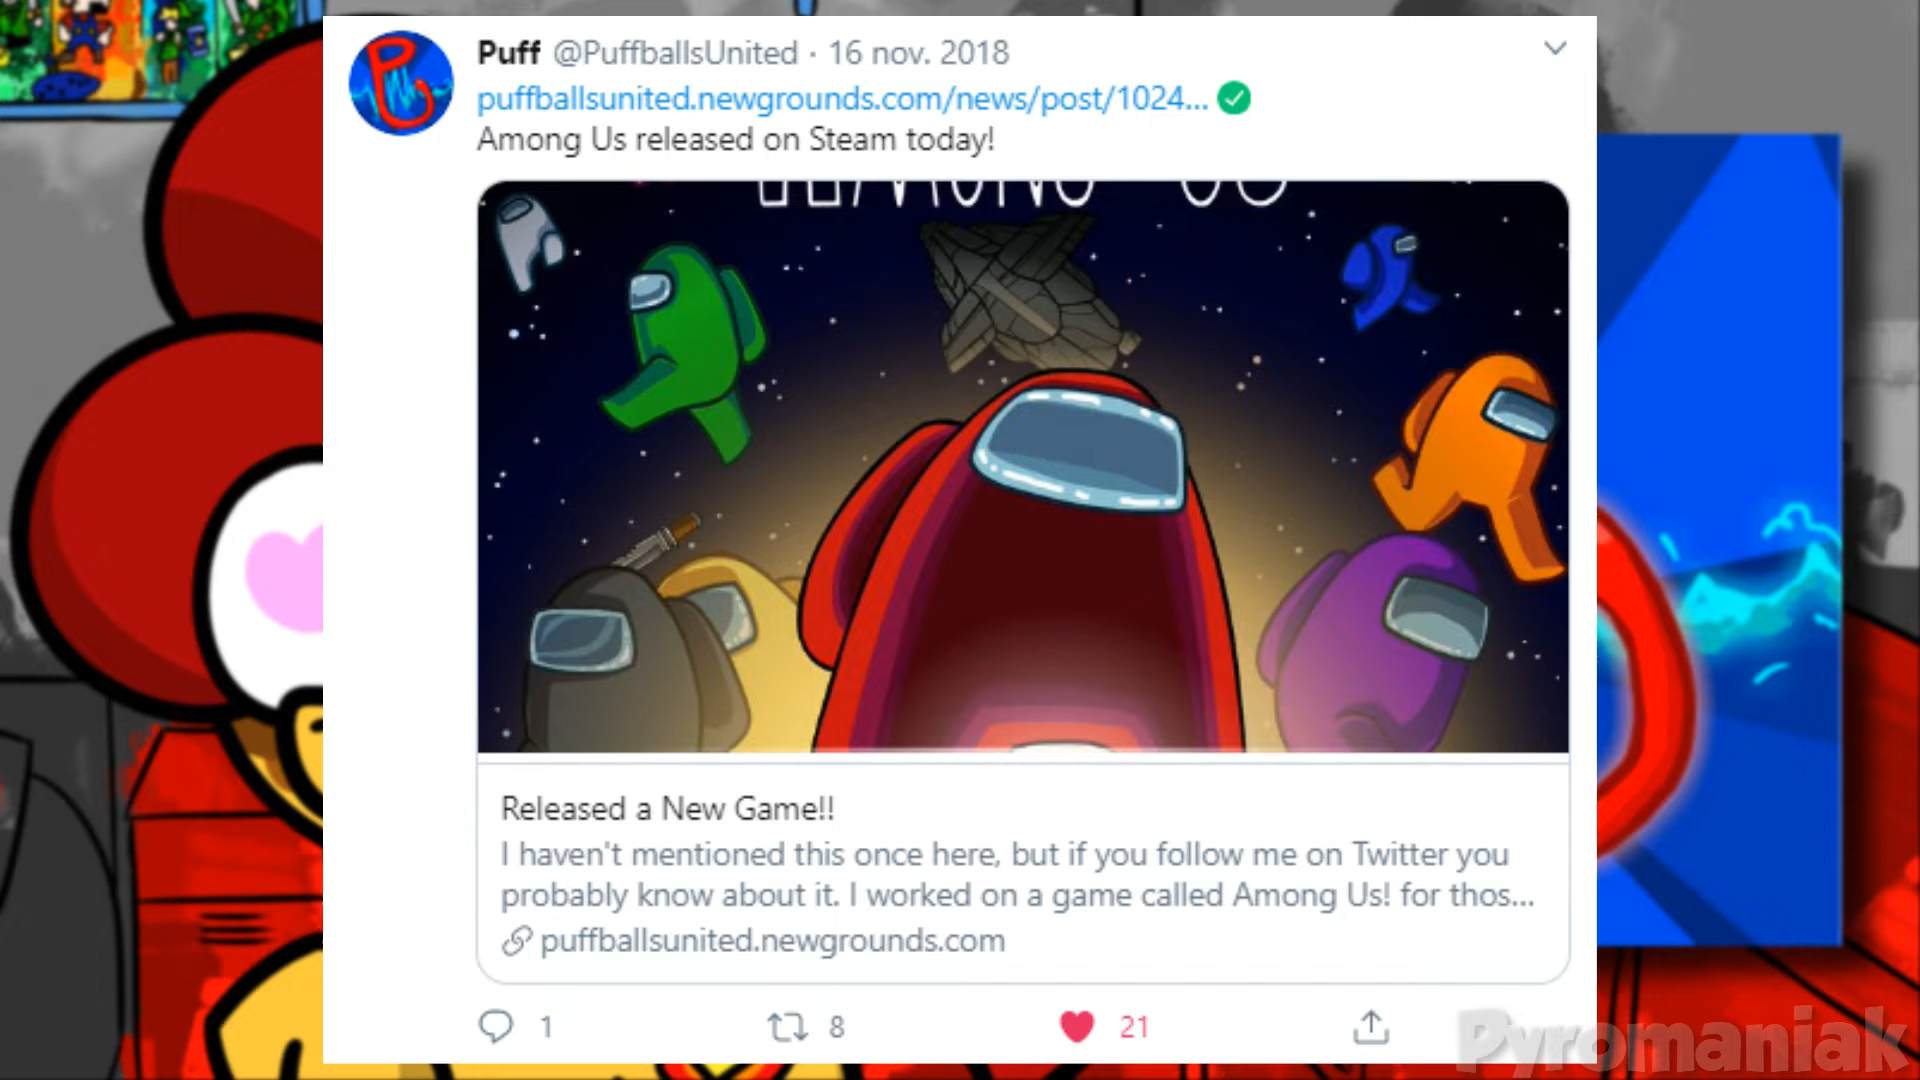 Puff @PuffballsUnited · 16 nov. 2018
puffballsunited.newgrounds.com/news/post/1024...
Among Us released on Steam today!
Released a New Game!!
I haven't mentioned this once here, but if you follow me on Twitter you
probably know about it. I worked on a game called Among Us! for thos...
puffballsunited.newgrounds.com
1 8 21
Pyromaniak